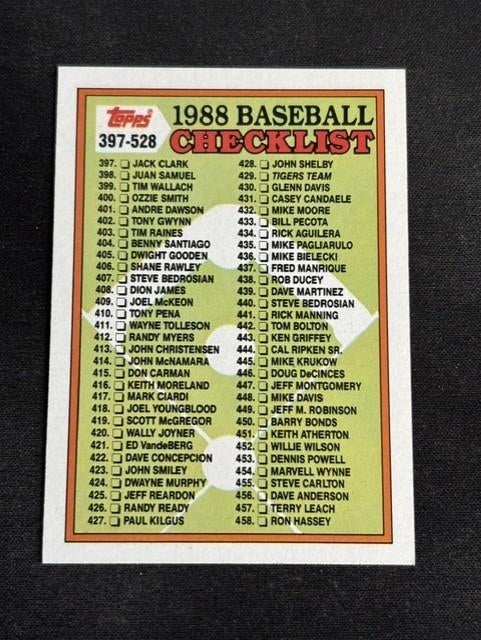 Topps
1988 BASEBALL
397-528
CHECKLIST
397. JACK CLARK
398. JUAN SAMUEL
399. TIM WALLACH
400. OZZIE SMITH
401. ANDRE DAWSON
402. TONY GWYNN
403. TIM RAINES
404. BENNY SANTIAGO
405. DWIGHT GOODEN
406. SHANE RAWLEY
407. STEVE BEDROSIAN
408. DION JAMES
409. JOEL McKEON
410. TONY PENA
411. WAYNE TOLLESON
412. RANDY MYERS
413. JOHN CHRISTENSEN
414. JOHN McNAMARA
415. DON CARMAN
416. KEITH MORELAND
417. MARK CIARDI
418. JOEL YOUNGBLOOD
419. SCOTT McGREGOR
420. WALLY JOYNER
421. ED VandeBERG
422. DAVE CONCEPCION
423. JOHN SMILEY
424. DWAYNE MURPHY
425. JEFF REARDON
426. RANDY READY
427. PAUL KILGUS
428. JOHN SHELBY
429. TIGERS TEAM
430. GLENN DAVIS
431. CASEY CANDAELE
432. MIKE MOORE
433. BILL PECOTA
434. RICK AGUILERA
435. MIKE PAGLIARULO
436. MIKE BIELECKI
437. FRED MANRIQUE
438. ROB DUCEY
439. DAVE MARTINEZ
440. STEVE BEDROSIAN
441. RICK MANNING
442. TOM BOLTON
443. KEN GRIFFEY
444. CAL RIPKEN SR.
445. MIKE KRUKOW
446. DOUG DeCINCES
447. JEFF MONTGOMERY
448. MIKE DAVIS
449. JEFF M. ROBINSON
450. BARRY BONDS
451. KEITH ATHERTON
452. WILLIE WILSON
453. DENNIS POWELL
454. MARVELL WYNNE
455. STEVE CARLTON
456. DAVE ANDERSON
457. TERRY LEACH
458. RON HASSEY